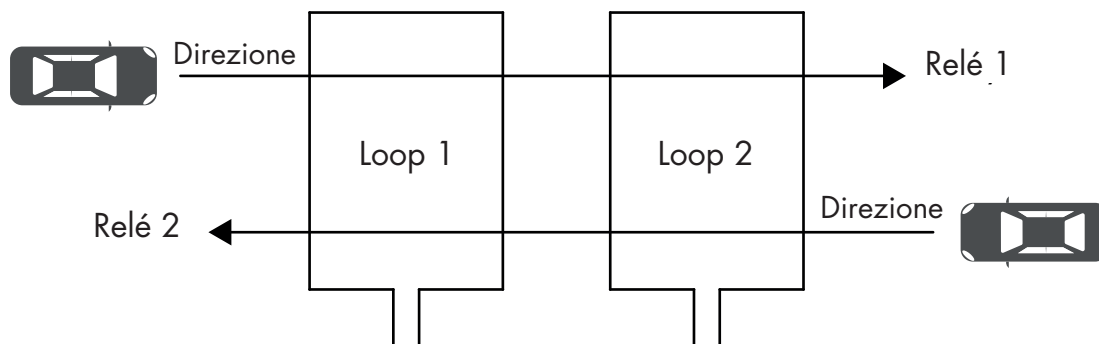 Direzione
Relé 1
Loop 1
Loop 2
Relé 2
Direzione